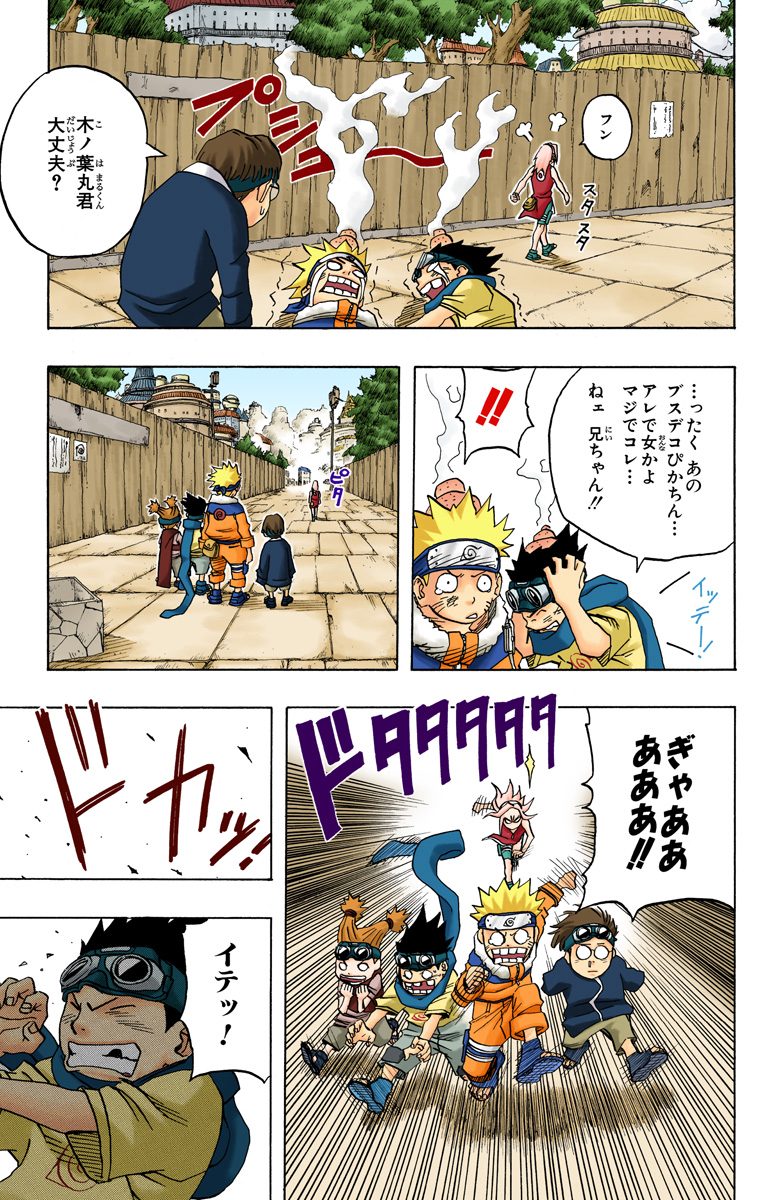 フン
スタスタ
プシュ〜〜
木ノ葉丸君
大丈夫？
…ったく あの
ブスデコぴかちん…
アレで女かよ
マジでコレ…
ねェ 兄ちゃん!!
!!
イッテー！
ピタ
ぎゃああ
あああ!!
ドタタタタタ
ドカッ！
イテッ！